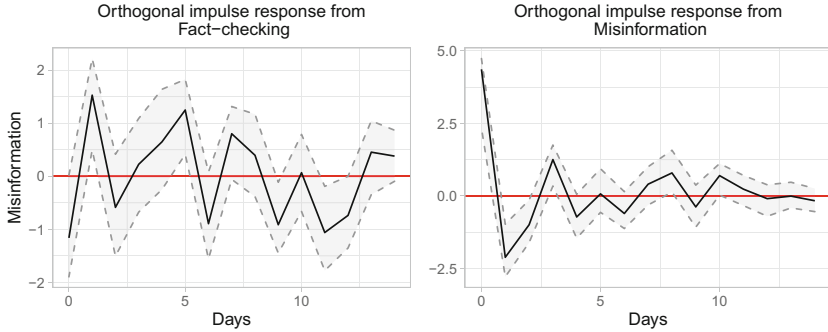 Orthogonal impulse response from
Fact−checking
Misinformation
2
1
0
−1
−2
0
5
10
Days
Orthogonal impulse response from
Misinformation
5.0
2.5
0.0
−2.5
0
5
10
Days